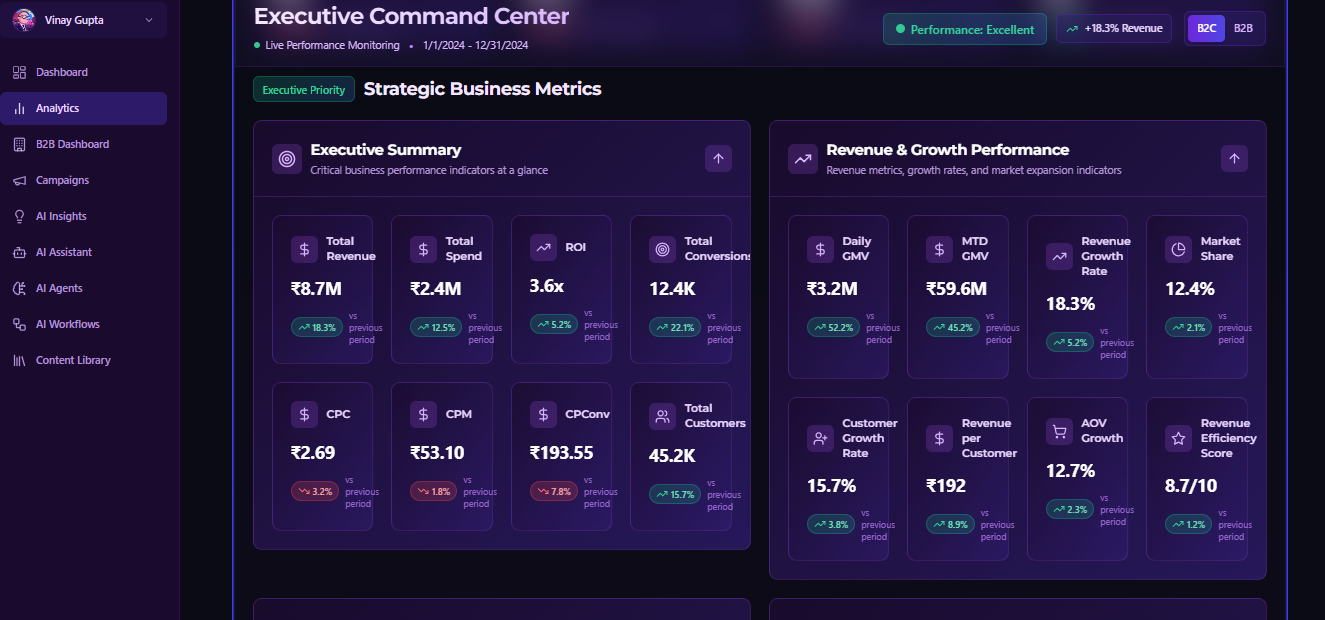 Vinay Gupta
Dashboard
Analytics
B2B Dashboard
Campaigns
AI Insights
AI Assistant
AI Agents
AI Workflows
Content Library
Executive Command Center
Live Performance Monitoring • 1/1/2024 - 12/31/2024
Performance: Excellent
+18.3% Revenue
B2C
B2B
Executive Priority
Strategic Business Metrics
Executive Summary
Critical business performance indicators at a glance
Total
Revenue
₹8.7M
18.3%
vs
previous
period
Total
Spend
₹2.4M
12.5%
vs
previous
period
ROI
3.6x
5.2%
vs
previous
period
Total
Conversions
12.4K
22.1%
vs
previous
period
CPC
₹2.69
3.2%
vs
previous
period
CPM
₹53.10
1.8%
vs
previous
period
CPConv
₹193.55
7.8%
vs
previous
period
Total
Customers
45.2K
15.7%
vs
previous
period
Revenue & Growth Performance
Revenue metrics, growth rates, and market expansion indicators
Daily
GMV
₹3.2M
52.2%
vs
previous
period
MTD
GMV
₹59.6M
45.2%
vs
previous
period
Revenue
Growth
Rate
18.3%
5.2%
vs
previous
period
Market
Share
12.4%
2.1%
vs
previous
period
Customer
Growth
Rate
15.7%
3.8%
vs
previous
period
Revenue
per
Customer
₹192
8.9%
vs
previous
period
AOV
Growth
12.7%
2.3%
vs
previous
period
Revenue
Efficiency
Score
8.7/10
1.2%
vs
previous
period